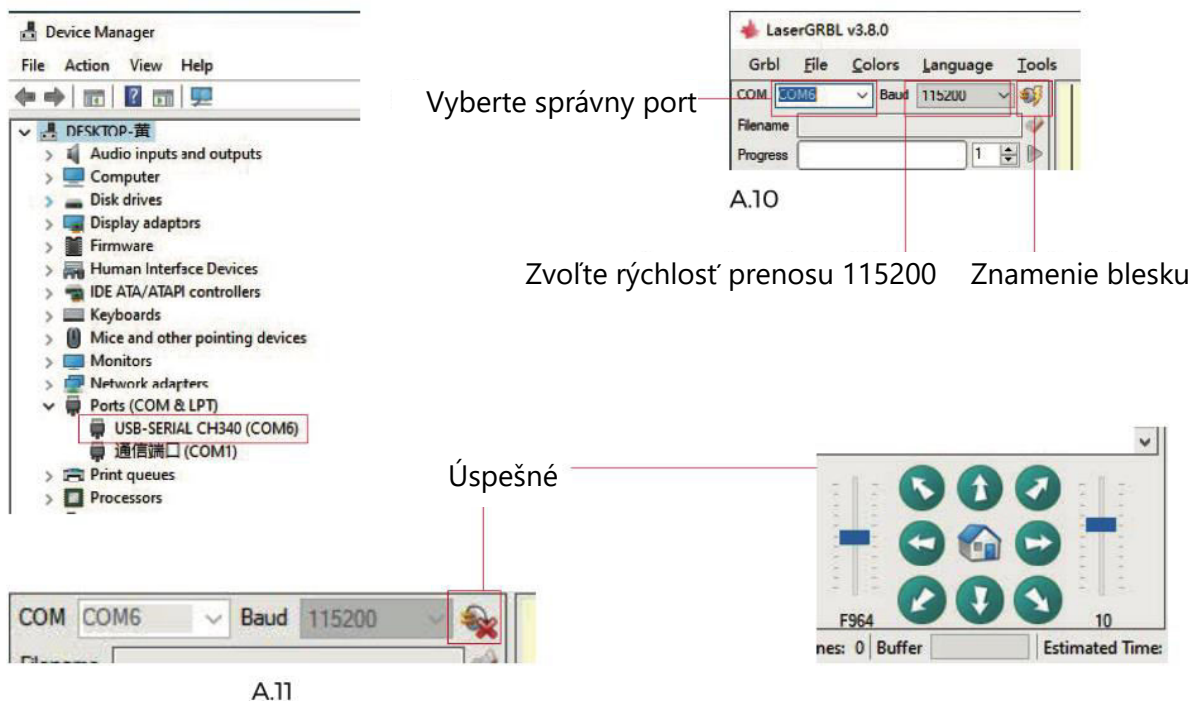 Device Manager
File Action View Help
DESKTOP-黄
Audio inputs and outputs
Computer
Disk drives
Display adaptors
Firmware
Human Interface Devices
IDE ATA/ATAPI controllers
Keyboards
Mice and other pointing devices
Monitors
Network adapters
Ports (COM & LPT)
USB-SERIAL CH340 (COM6)
通信端口 (COM1)
Print queues
Processors
Vyberte správny port
LaserGRBL v3.8.0
Grbl File Colors Language Tools
COM COM6 Baud 115200
Filename
Progress 1
A.10
Zvoľte rýchlosť prenosu 115200
Znamenie blesku
Úspešné
F964 10
nes: 0 Buffer Estimated Time:
COM COM6 Baud 115200
A.11